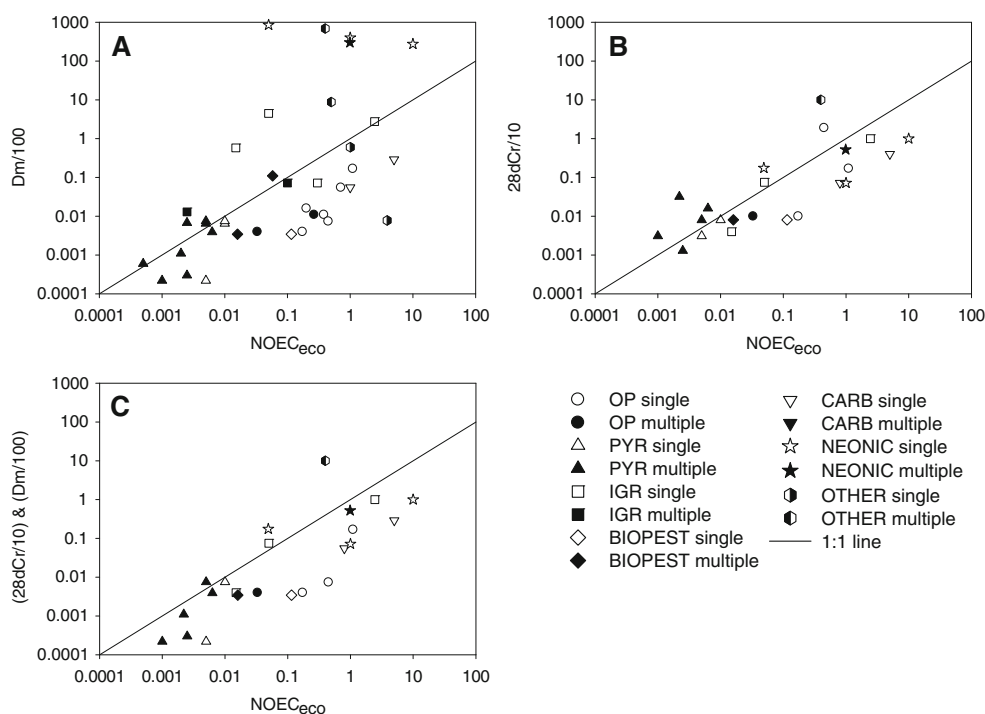 A
1000
100
10
1
0.1
0.01
0.001
0.0001
Dm/100
0.0001 0.001 0.01 0.1 1 10 100
NOECeco
B
1000
100
10
1
0.1
0.01
0.001
0.0001
28dCr/10
0.0001 0.001 0.01 0.1 1 10 100
NOECeco
C
1000
100
10
1
0.1
0.01
0.001
0.0001
(28dCr/10) & (Dm/100)
0.0001 0.001 0.01 0.1 1 10 100
NOECeco
OP single
OP multiple
PYR single
PYR multiple
IGR single
IGR multiple
BIOPEST single
BIOPEST multiple
CARB single
CARB multiple
NEONIC single
NEONIC multiple
OTHER single
OTHER multiple
1:1 line